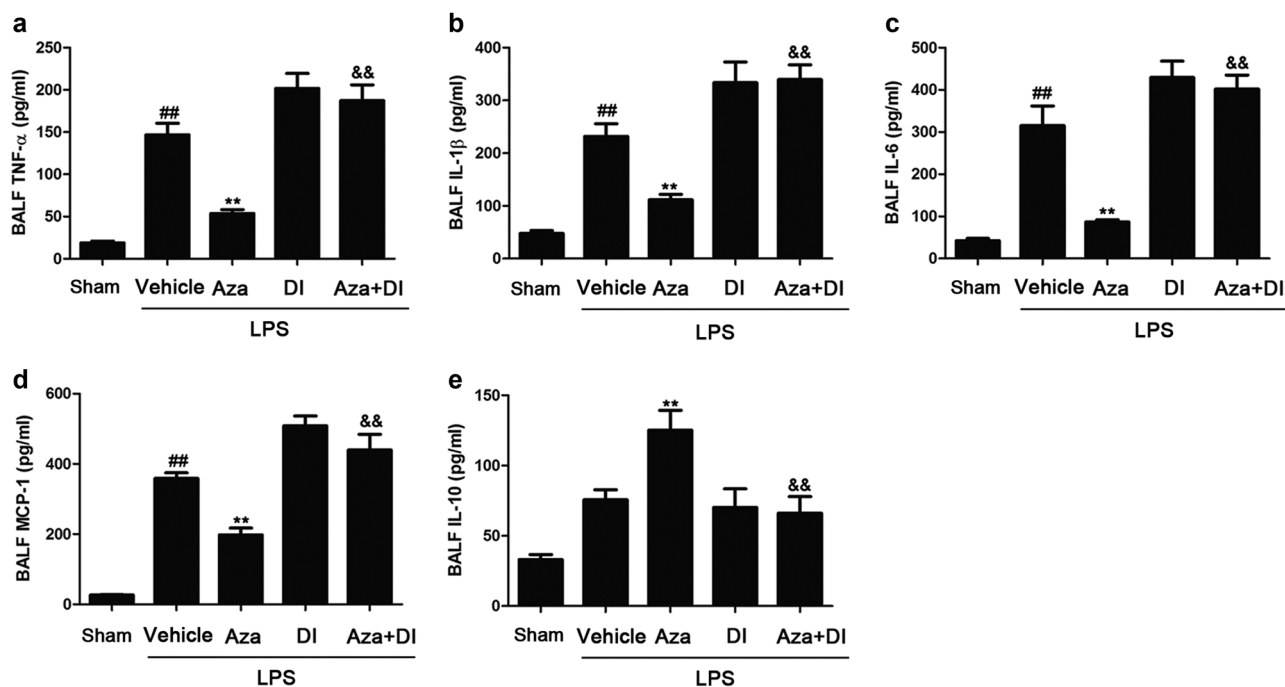 a
BALF TNF-α (pg/ml)
250
200
150
100
50
0
##
**
&&
Sham Vehicle Aza DI Aza+DI
LPS
b
BALF IL-1β (pg/ml)
400
300
200
100
0
##
**
&&
Sham Vehicle Aza DI Aza+DI
LPS
c
BALF IL-6 (pg/ml)
500
400
300
200
100
0
##
**
&&
Sham Vehicle Aza DI Aza+DI
LPS
d
BALF MCP-1 (pg/ml)
600
400
200
0
##
**
&&
Sham Vehicle Aza DI Aza+DI
LPS
e
BALF IL-10 (pg/ml)
150
100
50
0
**
&&
Sham Vehicle Aza DI Aza+DI
LPS